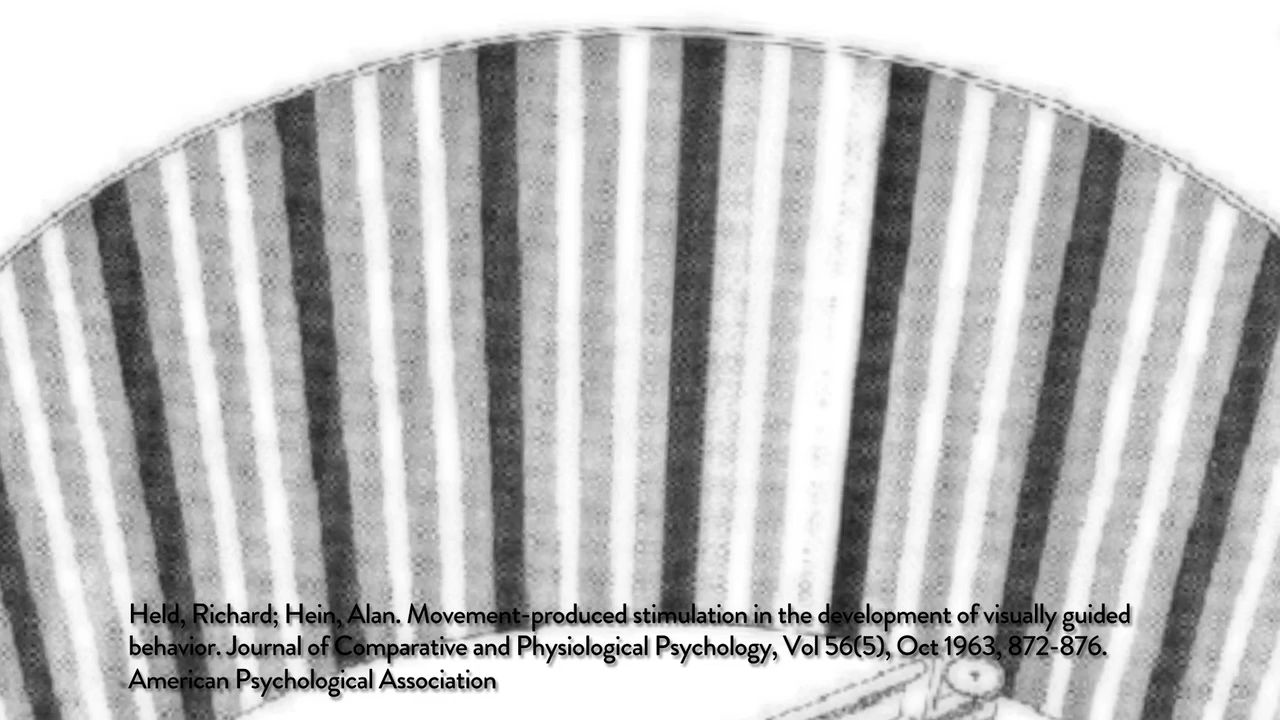 Held, Richard; Hein, Alan. Movement-produced stimulation in the development of visually guided
behavior. Journal of Comparative and Physiological Psychology, Vol 56(5), Oct 1963, 872-876.
American Psychological Association